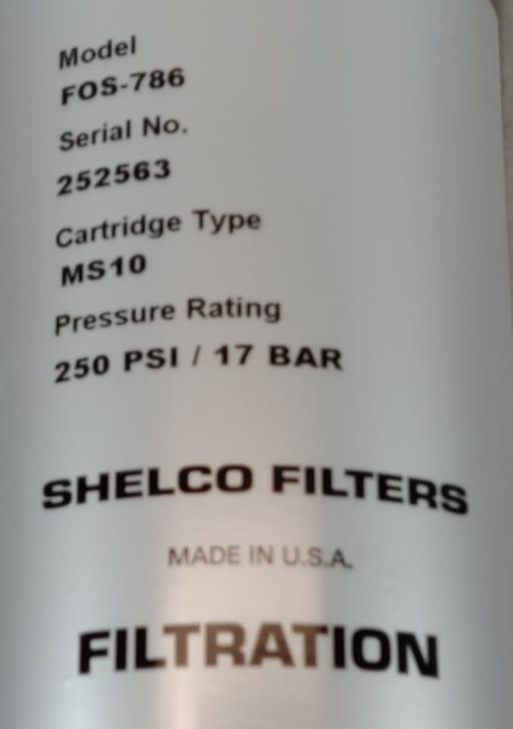 Model
FOS-786
Serial No.
252563
Cartridge Type
MS10
Pressure Rating
250 PSI / 17 BAR
SHELCO FILTERS
MADE IN U.S.A.
FILTRATION